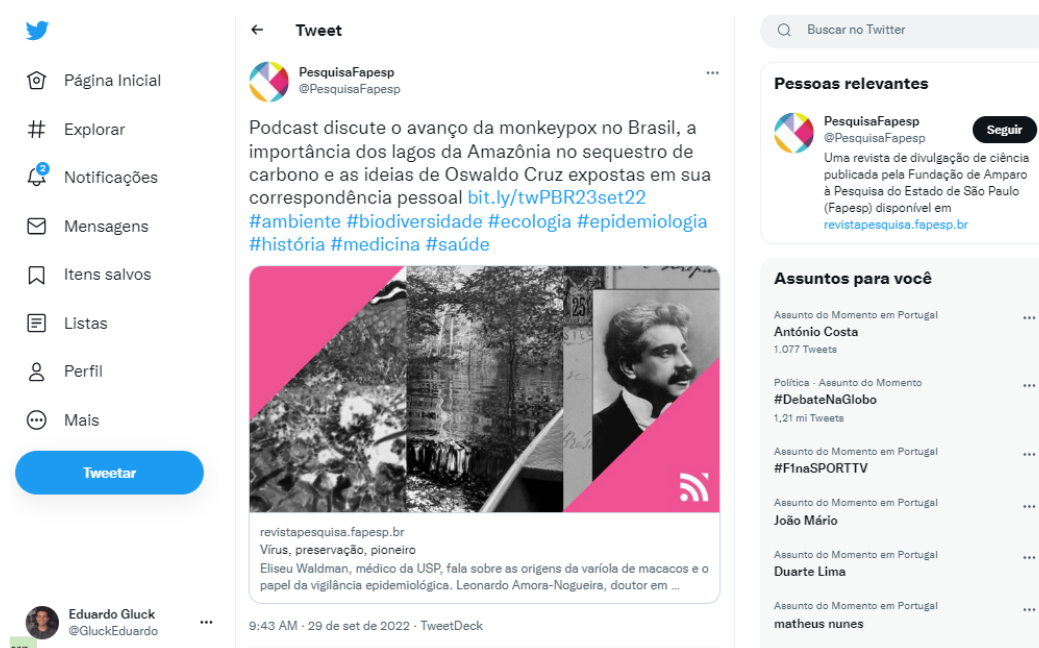 Página Inicial
Explorar
2
Notificações
Mensagens
Itens salvos
Listas
Perfil
Mais
Tweetar
Eduardo Gluck
@GluckEduardo
Tweet
PesquisaFapesp
@PesquisaFapesp
Podcast discute o avanço da monkeypox no Brasil, a
importância dos lagos da Amazônia no sequestro de
carbono e as ideias de Oswaldo Cruz expostas em sua
correspondência pessoal bit.ly/twPBR23set22
#ambiente #biodiversidade #ecologia #epidemiologia
#história #medicina #saúde
25
revistapesquisa.fapesp.br
Vírus, preservação, pioneiro
Eliseu Waldman, médico da USP, fala sobre as origens da varíola de macacos e o
papel da vigilância epidemiológica. Leonardo Amora-Nogueira, doutor em ...
9:43 AM · 29 de set de 2022 · TweetDeck
Buscar no Twitter
Pessoas relevantes
PesquisaFapesp
@PesquisaFapesp
Seguir
Uma revista de divulgação de ciência
publicada pela Fundação de Amparo
à Pesquisa do Estado de São Paulo
(Fapesp) disponível em
revistapesquisa.fapesp.br
Assuntos para você
Assunto do Momento em Portugal
António Costa
1.077 Tweets
Política · Assunto do Momento
#DebateNaGlobo
1,21 mi Tweets
Assunto do Momento em Portugal
#F1naSPORTTV
Assunto do Momento em Portugal
João Mário
Assunto do Momento em Portugal
Duarte Lima
Assunto do Momento em Portugal
matheus nunes